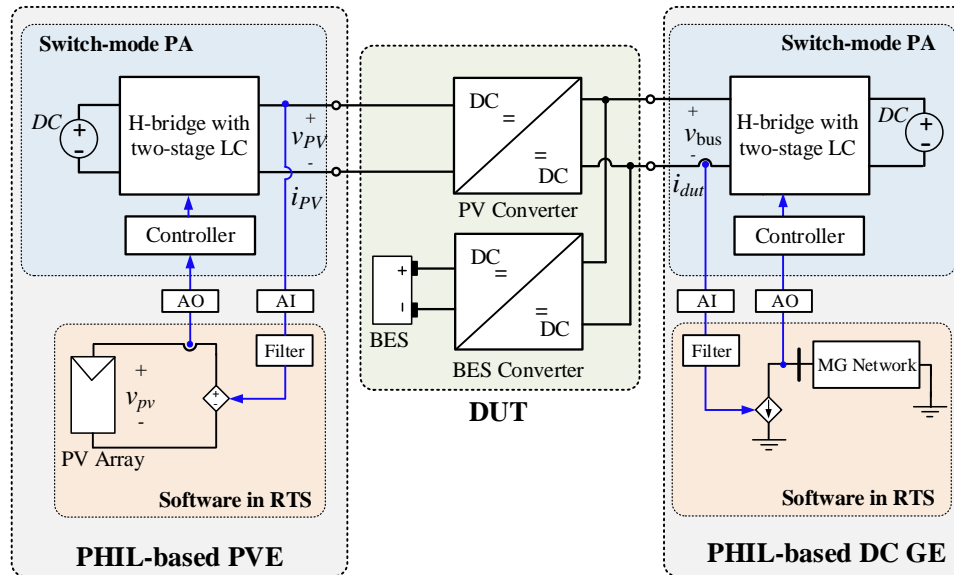 Switch-mode PA
DC
+
-
H-bridge with
two-stage LC
+
v_PV
-
i_PV
Controller
AO
AI
Filter
+
v_pv
-
+
-
PV Array
Software in RTS
PHIL-based PVE
DC
=
=
DC
PV Converter
+
-
BES
DC
=
=
DC
BES Converter
DUT
Switch-mode PA
+
v_bus
-
i_dut
H-bridge with
two-stage LC
DC
+
-
Controller
AI
AO
Filter
MG Network
Software in RTS
PHIL-based DC GE